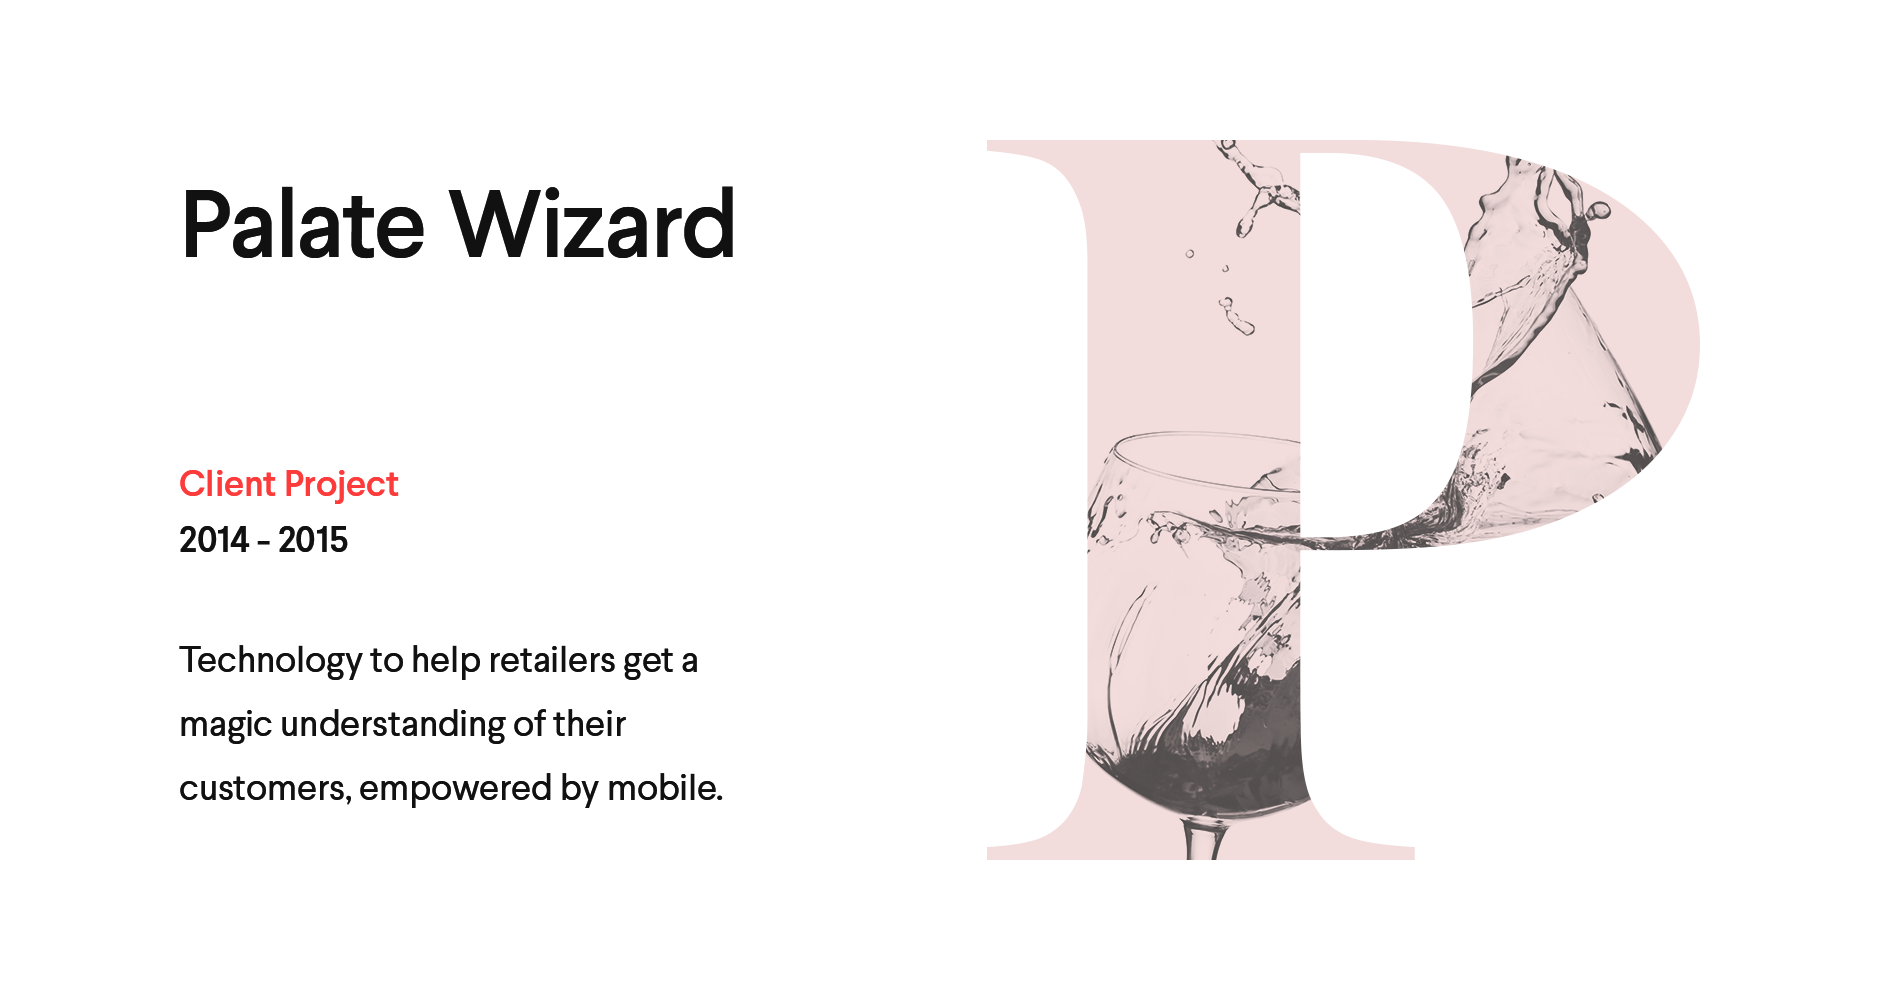 Palate Wizard
Client Project
2014 - 2015
Technology to help retailers get a
magic understanding of their
customers, empowered by mobile.
P